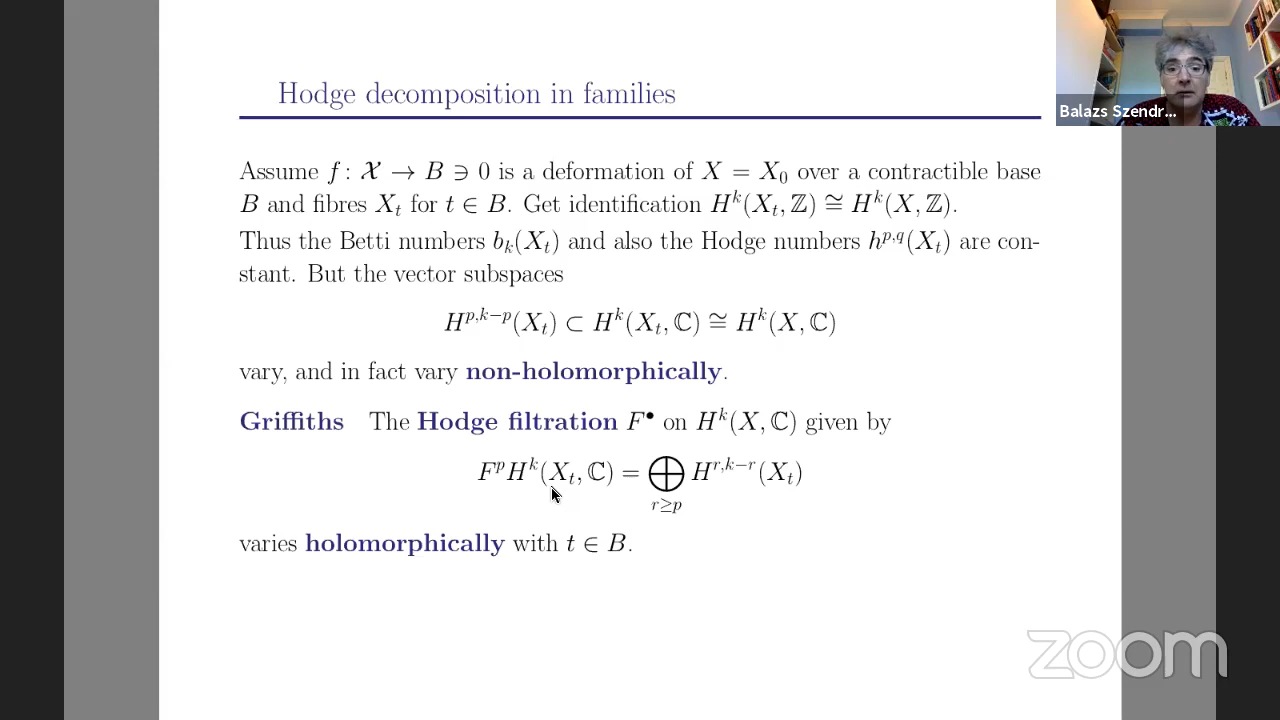 Hodge decomposition in families
Assume f : 𝒳 → B ∋ 0 is a deformation of X = X₀ over a contractible base
B and fibres Xₜ for t ∈ B. Get identification Hᵏ(Xₜ, ℤ) ≅ Hᵏ(X, ℤ).
Thus the Betti numbers bₖ(Xₜ) and also the Hodge numbers h^{p,q}(Xₜ) are con-
stant. But the vector subspaces
H^{p,k−p}(Xₜ) ⊂ Hᵏ(Xₜ, ℂ) ≅ Hᵏ(X, ℂ)
vary, and in fact vary non-holomorphically.
Griffiths The Hodge filtration F^• on Hᵏ(X, ℂ) given by
FᵖHᵏ(Xₜ, ℂ) = ⨁_{r≥p} H^{r,k−r}(Xₜ)
varies holomorphically with t ∈ B.
Balazs Szendr...
zoom